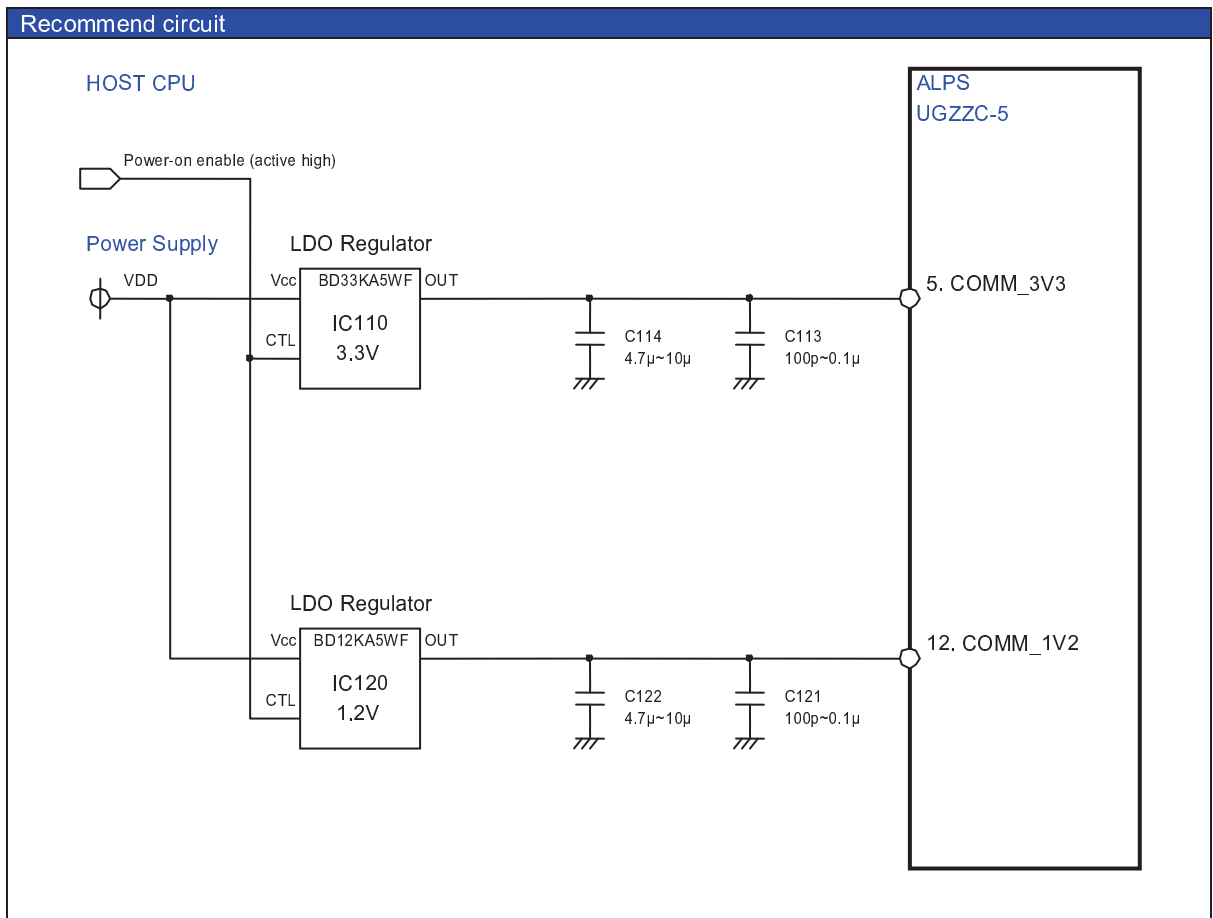 Recommend circuit
HOST CPU
ALPS
UGZZC-5
Power-on enable (active high)
Power Supply
LDO Regulator
VDD
Vcc
BD33KA5WF
OUT
5. COMM_3V3
IC110
3.3V
CTL
C114
4.7µ~10µ
C113
100p~0.1µ
LDO Regulator
Vcc
BD12KA5WF
OUT
12. COMM_1V2
IC120
1.2V
CTL
C122
4.7µ~10µ
C121
100p~0.1µ